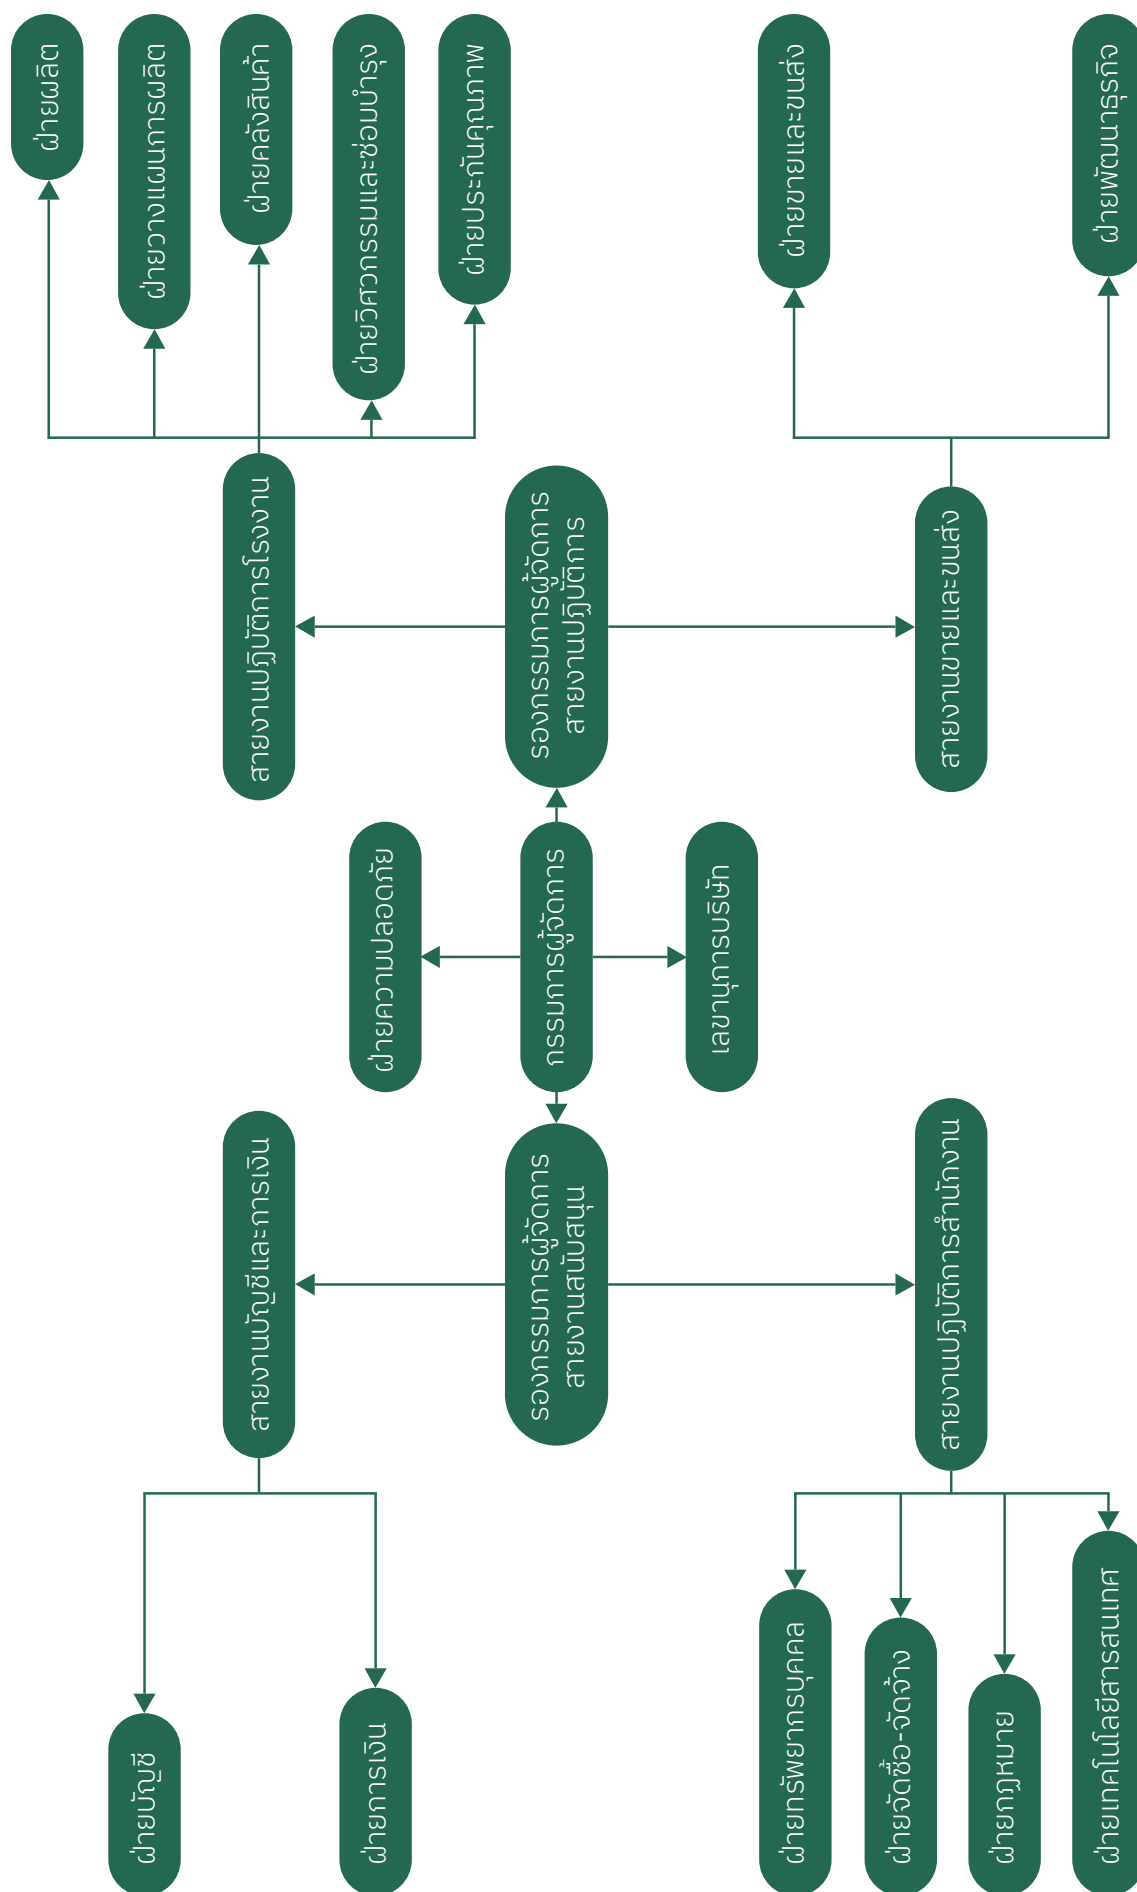 ฝ่ายผลิต
ฝ่ายวางแผนการผลิต
ฝ่ายคลังสินค้า
ฝ่ายวิศวกรรมและซ่อมบำรุง
ฝ่ายประกันคุณภาพ
ฝ่ายขายและขนส่ง
ฝ่ายพัฒนาธุรกิจ
สายงานปฏิบัติการโรงงาน
รองกรรมการผู้จัดการ
สายงานปฏิบัติการ
สายงานขายและขนส่ง
ฝ่ายความปลอดภัย
กรรมการผู้จัดการ
เลขานุการบริษัท
สายงานบัญชีและการเงิน
รองกรรมการผู้จัดการ
สายงานสนับสนุน
สายงานปฏิบัติการสำนักงาน
ฝ่ายบัญชี
ฝ่ายการเงิน
ฝ่ายทรัพยากรบุคคล
ฝ่ายจัดซื้อ-จัดจ้าง
ฝ่ายกฎหมาย
ฝ่ายเทคโนโลยีสารสนเทศ